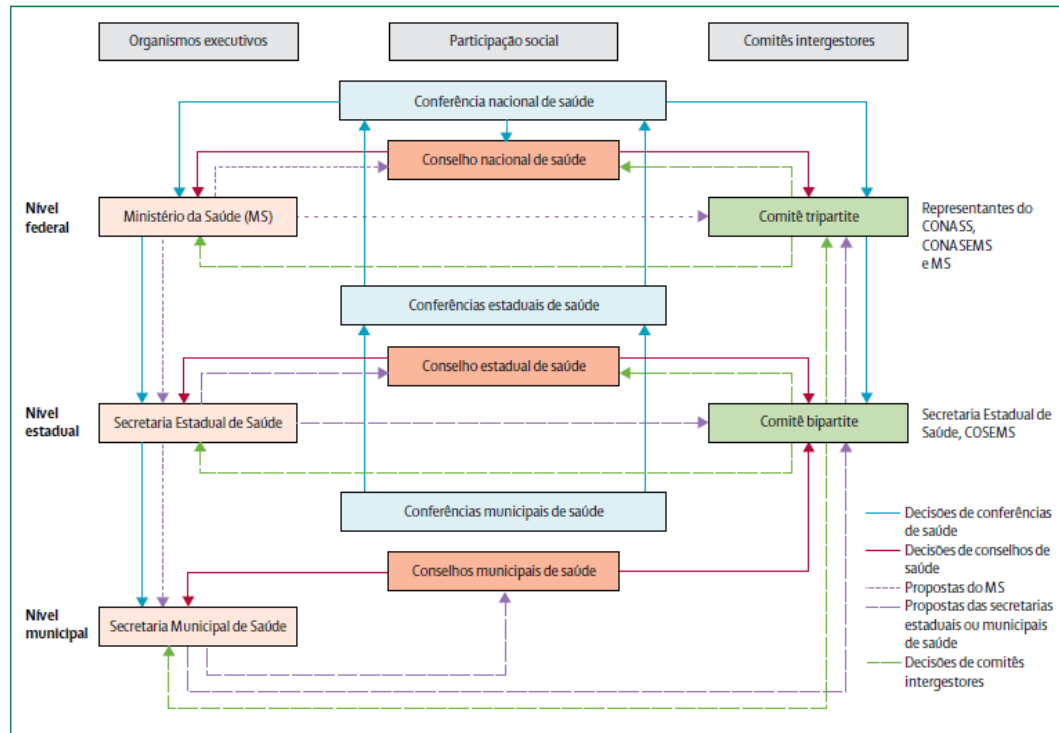 Organismos executivos
Participação social
Comitês intergestores
Conferência nacional de saúde
Conselho nacional de saúde
Nível
federal
Ministério da Saúde (MS)
Comitê tripartite
Representantes do
CONASS,
CONASEMS
e MS
Conferências estaduais de saúde
Conselho estadual de saúde
Nível
estadual
Secretaria Estadual de Saúde
Comitê bipartite
Secretaria Estadual de
Saúde, COSEMS
Conferências municipais de saúde
Conselhos municipais de saúde
Nível
municipal
Secretaria Municipal de Saúde
Decisões de conferências
de saúde
Decisões de conselhos de
saúde
Propostas do MS
Propostas das secretarias
estaduais ou municipais
de saúde
Decisões de comitês
intergestores